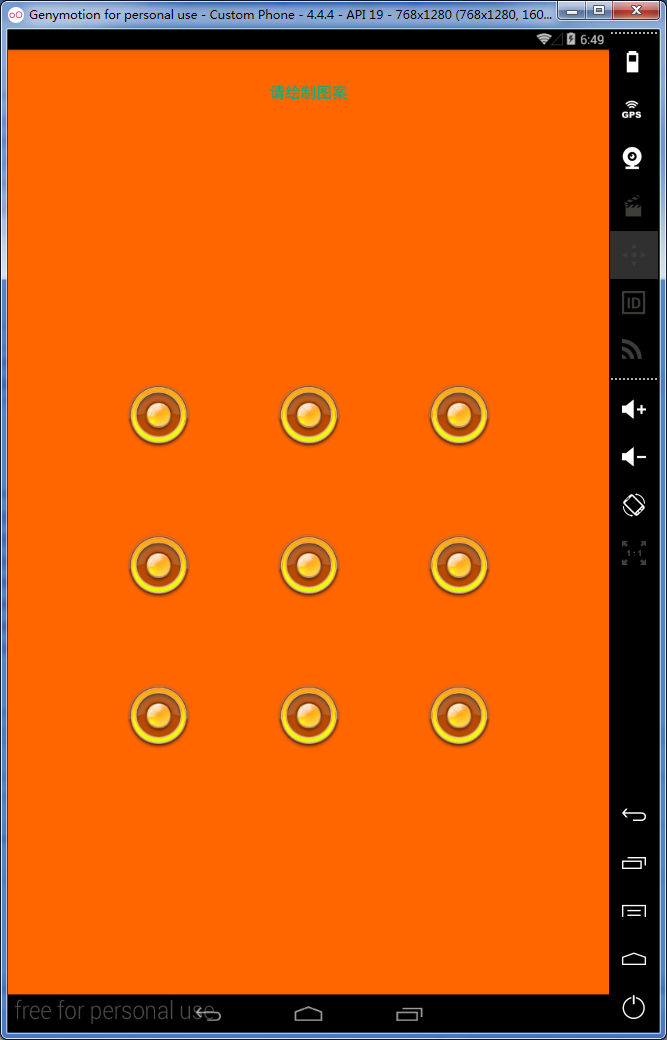 Genymotion for personal use - Custom Phone - 4.4.4 - API 19 - 768x1280 (768x1280, 160...
6:49
请绘制图案
GPS
ID
1:1
free for personal use